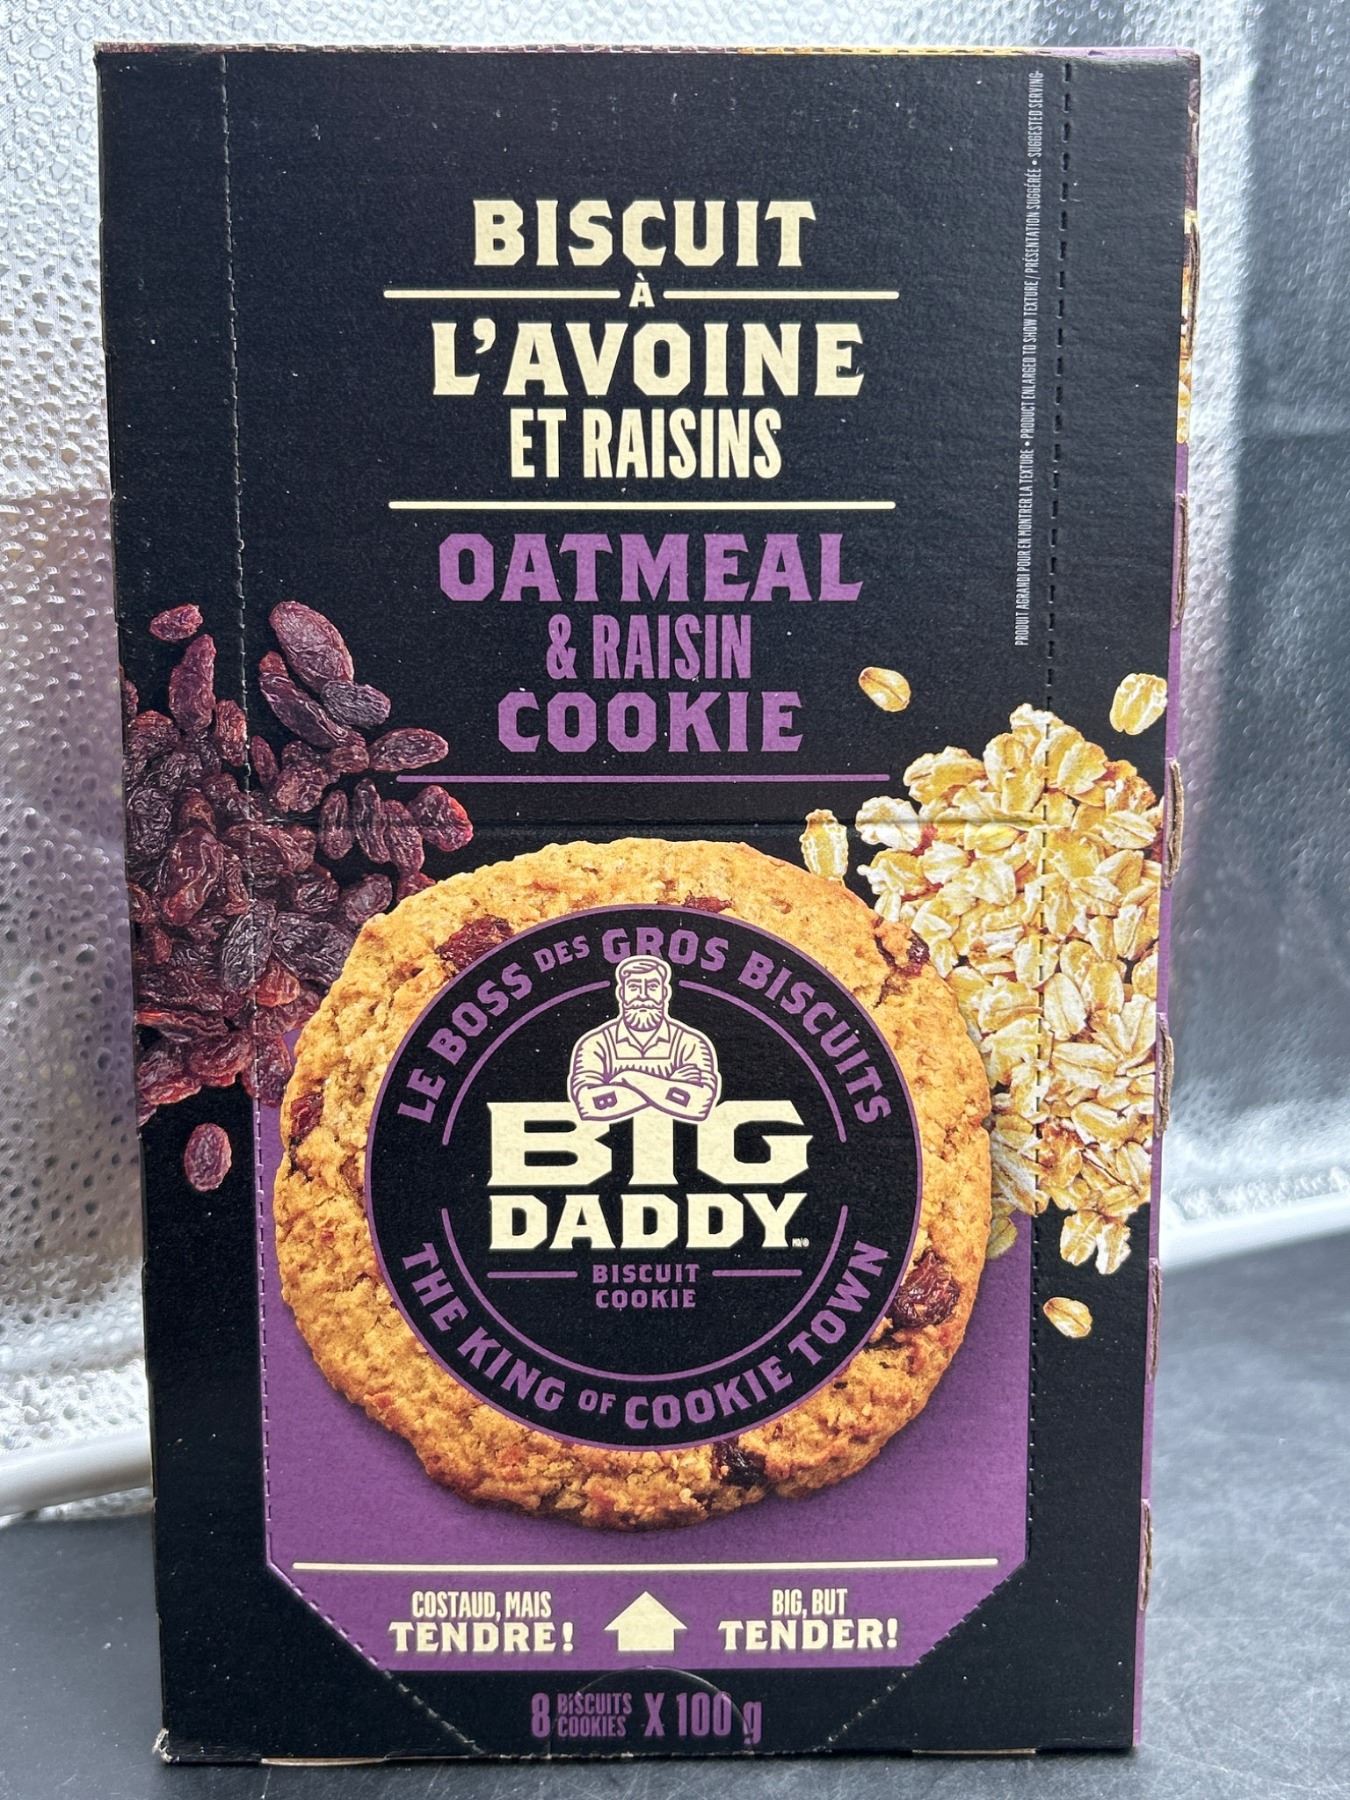 BISCUIT
À
L'AVOINE
ET RAISINS
OATMEAL
& RAISIN
COOKIE
PRODUIT AGRANDI POUR EN MONTRER LA TEXTURE • PRODUCT ENLARGED TO SHOW TEXTURE / PRÉSENTATION SUGGÉRÉE • SUGGESTED SERVING
LE BOSS DES GROS BISCUITS
B D
BIG
DADDY
BISCUIT
COOKIE
THE KING OF COOKIE TOWN
COSTAUD, MAIS
TENDRE!
BIG, BUT
TENDER!
8 BISCUITS COOKIES X 100 g